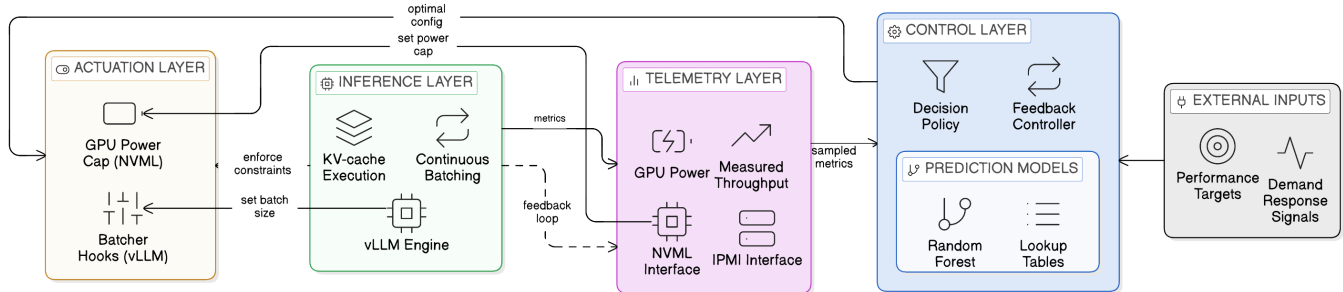 optimal
config
set power
cap
ACTUATION LAYER
GPU Power
Cap (NVML)
Batcher
Hooks (vLLM)
enforce
constraints
set batch
size
INFERENCE LAYER
KV-cache
Execution
Continuous
Batching
vLLM Engine
metrics
feedback
loop
TELEMETRY LAYER
GPU Power
Measured
Throughput
NVML
Interface
IPMI Interface
sampled
metrics
CONTROL LAYER
Decision
Policy
Feedback
Controller
PREDICTION MODELS
Random
Forest
Lookup
Tables
EXTERNAL INPUTS
Performance
Targets
Demand
Response
Signals